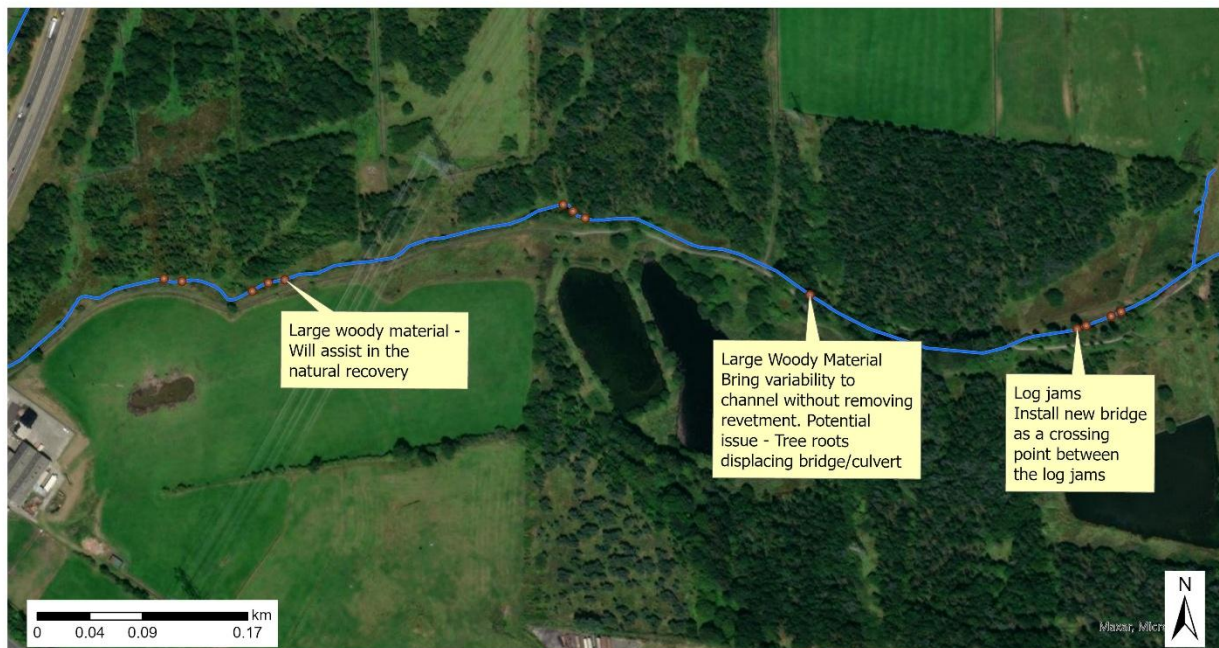 Large woody material -
Will assist in the
natural recovery
Large Woody Material
Bring variability to
channel without removing
revetment. Potential
issue - Tree roots
displacing bridge/culvert
Log jams
Install new bridge
as a crossing
point between
the log jams
km
0 0.04 0.09 0.17
N
Maxar,